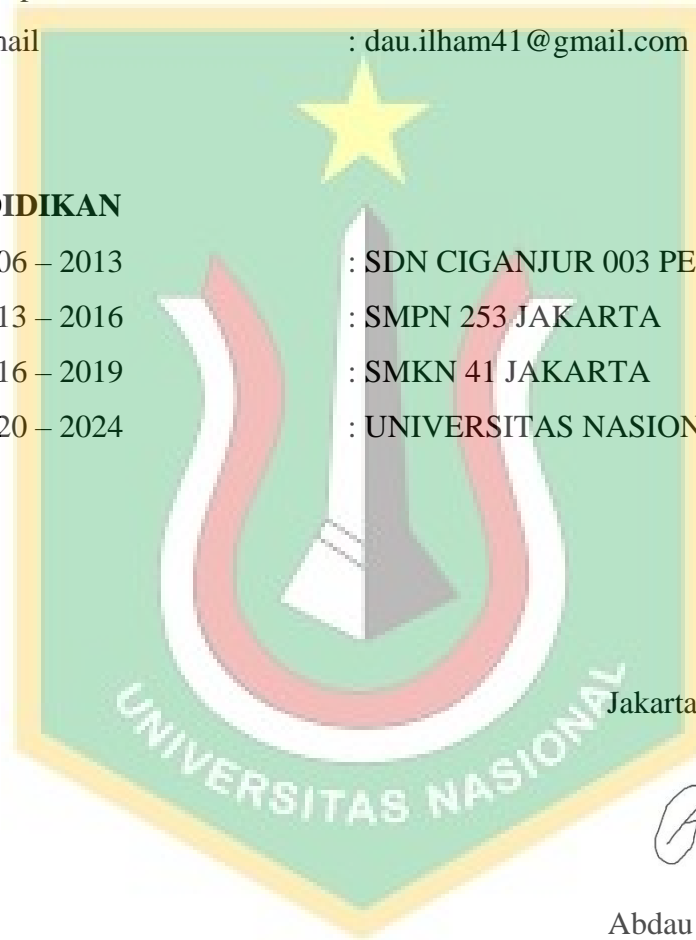 nail : dau.ilham41@gmail.com
DIDIKAN
06 – 2013 : SDN CIGANJUR 003 PE
13 – 2016 : SMPN 253 JAKARTA
16 – 2019 : SMKN 41 JAKARTA
20 – 2024 : UNIVERSITAS NASION
Jakarta
UNIVERSITAS NASIONAL
Abdau